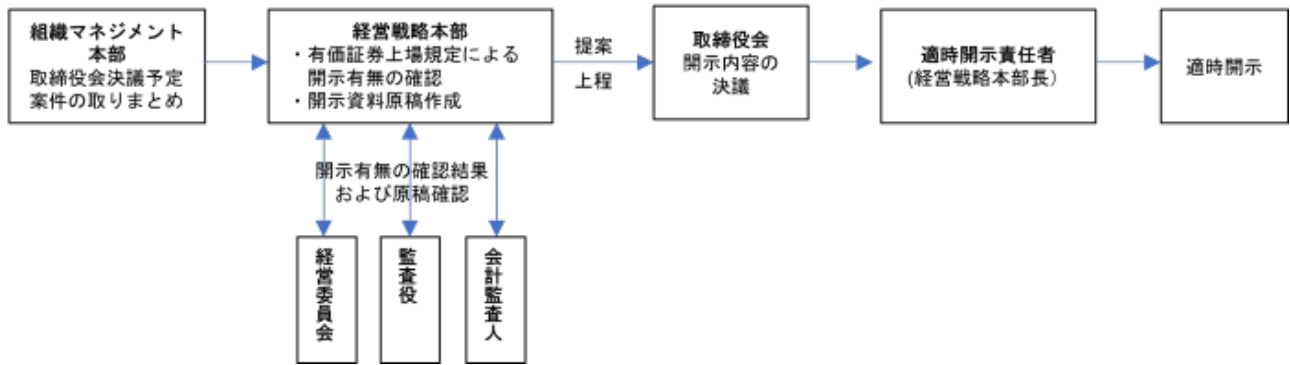 組織マネジメント
本部
取締役会決議予定
案件の取りまとめ
経営戦略本部
・有価証券上場規定による
開示有無の確認
・開示資料原稿作成
提案
上程
取締役会
開示内容の
決議
適時開示責任者
(経営戦略本部長)
適時開示
開示有無の確認結果
および原稿確認
経営委員会
監査役
会計監査人